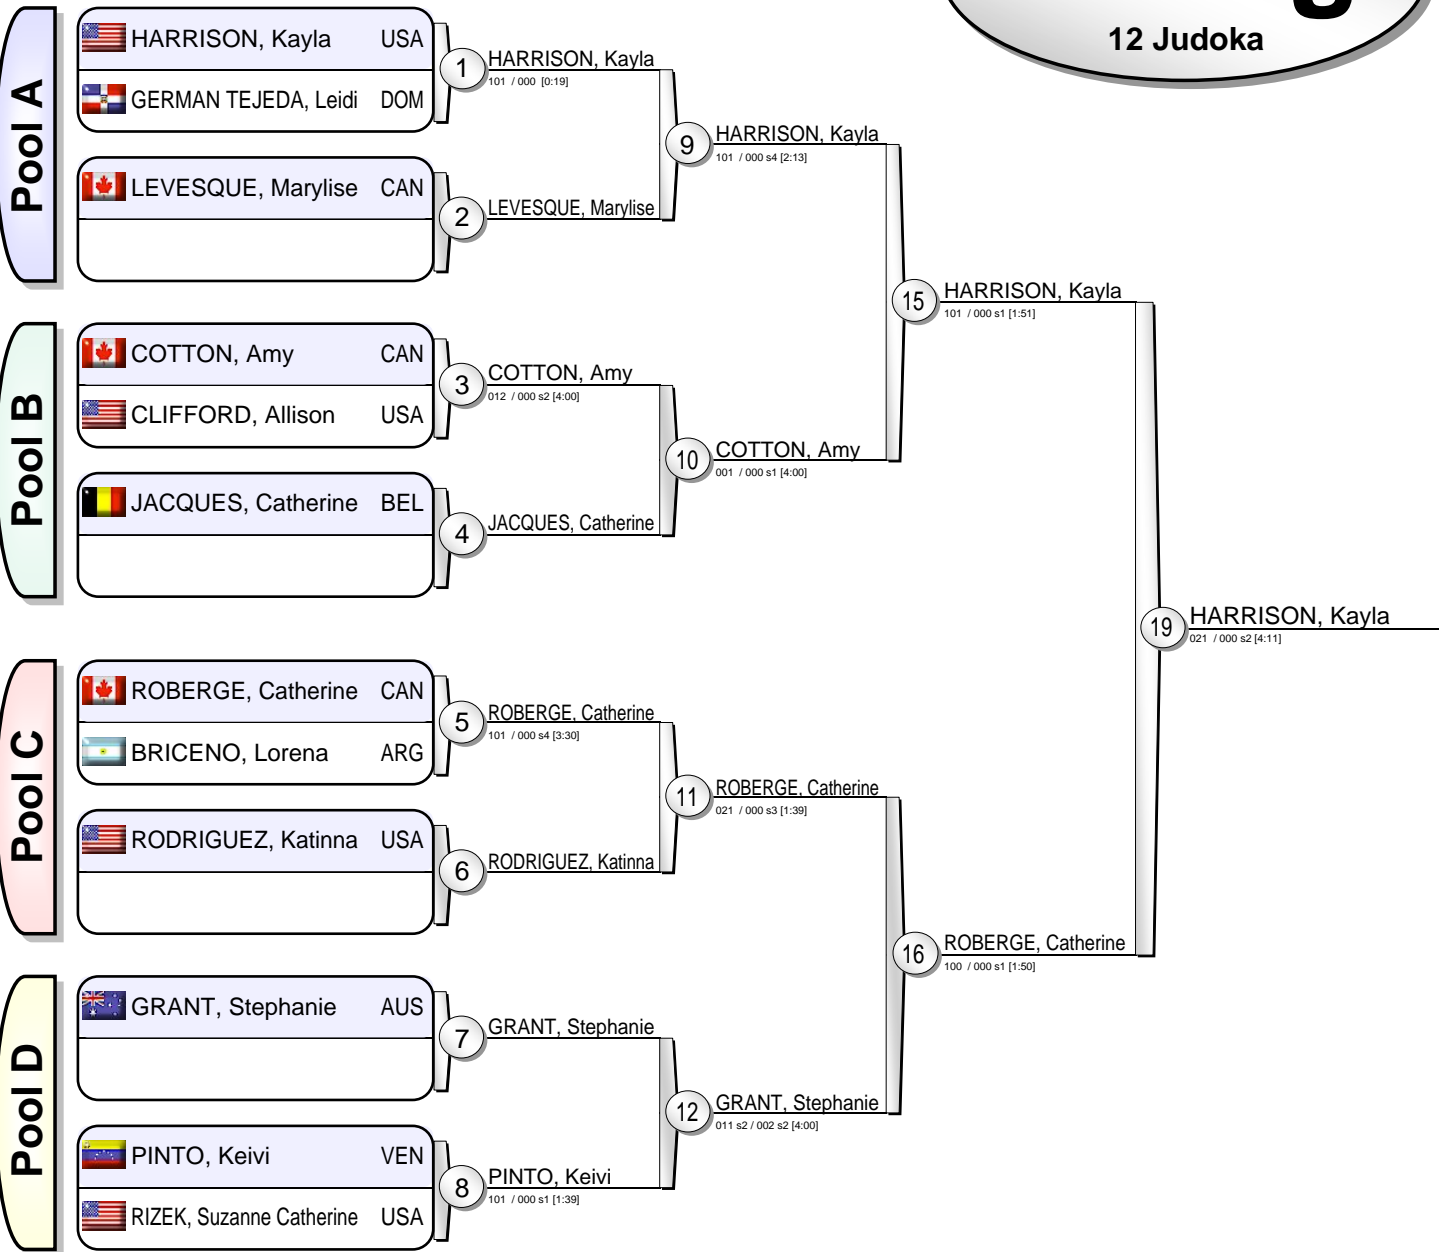 12 Judoka
Pool A
HARRISON, Kayla USA
GERMAN TEJEDA, Leidi DOM
LEVESQUE, Marylise CAN
1
HARRISON, Kayla
101 / 000 [0:19]
2
LEVESQUE, Marylise
9
HARRISON, Kayla
101 / 000 s4 [2:13]
Pool B
COTTON, Amy CAN
CLIFFORD, Allison USA
JACQUES, Catherine BEL
3
COTTON, Amy
012 / 000 s2 [4:00]
4
JACQUES, Catherine
10
COTTON, Amy
001 / 000 s1 [4:00]
15
HARRISON, Kayla
101 / 000 s1 [1:51]
Pool C
ROBERGE, Catherine CAN
BRICENO, Lorena ARG
RODRIGUEZ, Katinna USA
5
ROBERGE, Catherine
101 / 000 s4 [3:30]
6
RODRIGUEZ, Katinna
11
ROBERGE, Catherine
021 / 000 s3 [1:39]
Pool D
GRANT, Stephanie AUS
PINTO, Keivi VEN
RIZEK, Suzanne Catherine USA
7
GRANT, Stephanie
8
PINTO, Keivi
101 / 000 s1 [1:39]
12
GRANT, Stephanie
011 s2 / 002 s2 [4:00]
16
ROBERGE, Catherine
100 / 000 s1 [1:50]
19
HARRISON, Kayla
021 / 000 s2 [4:11]